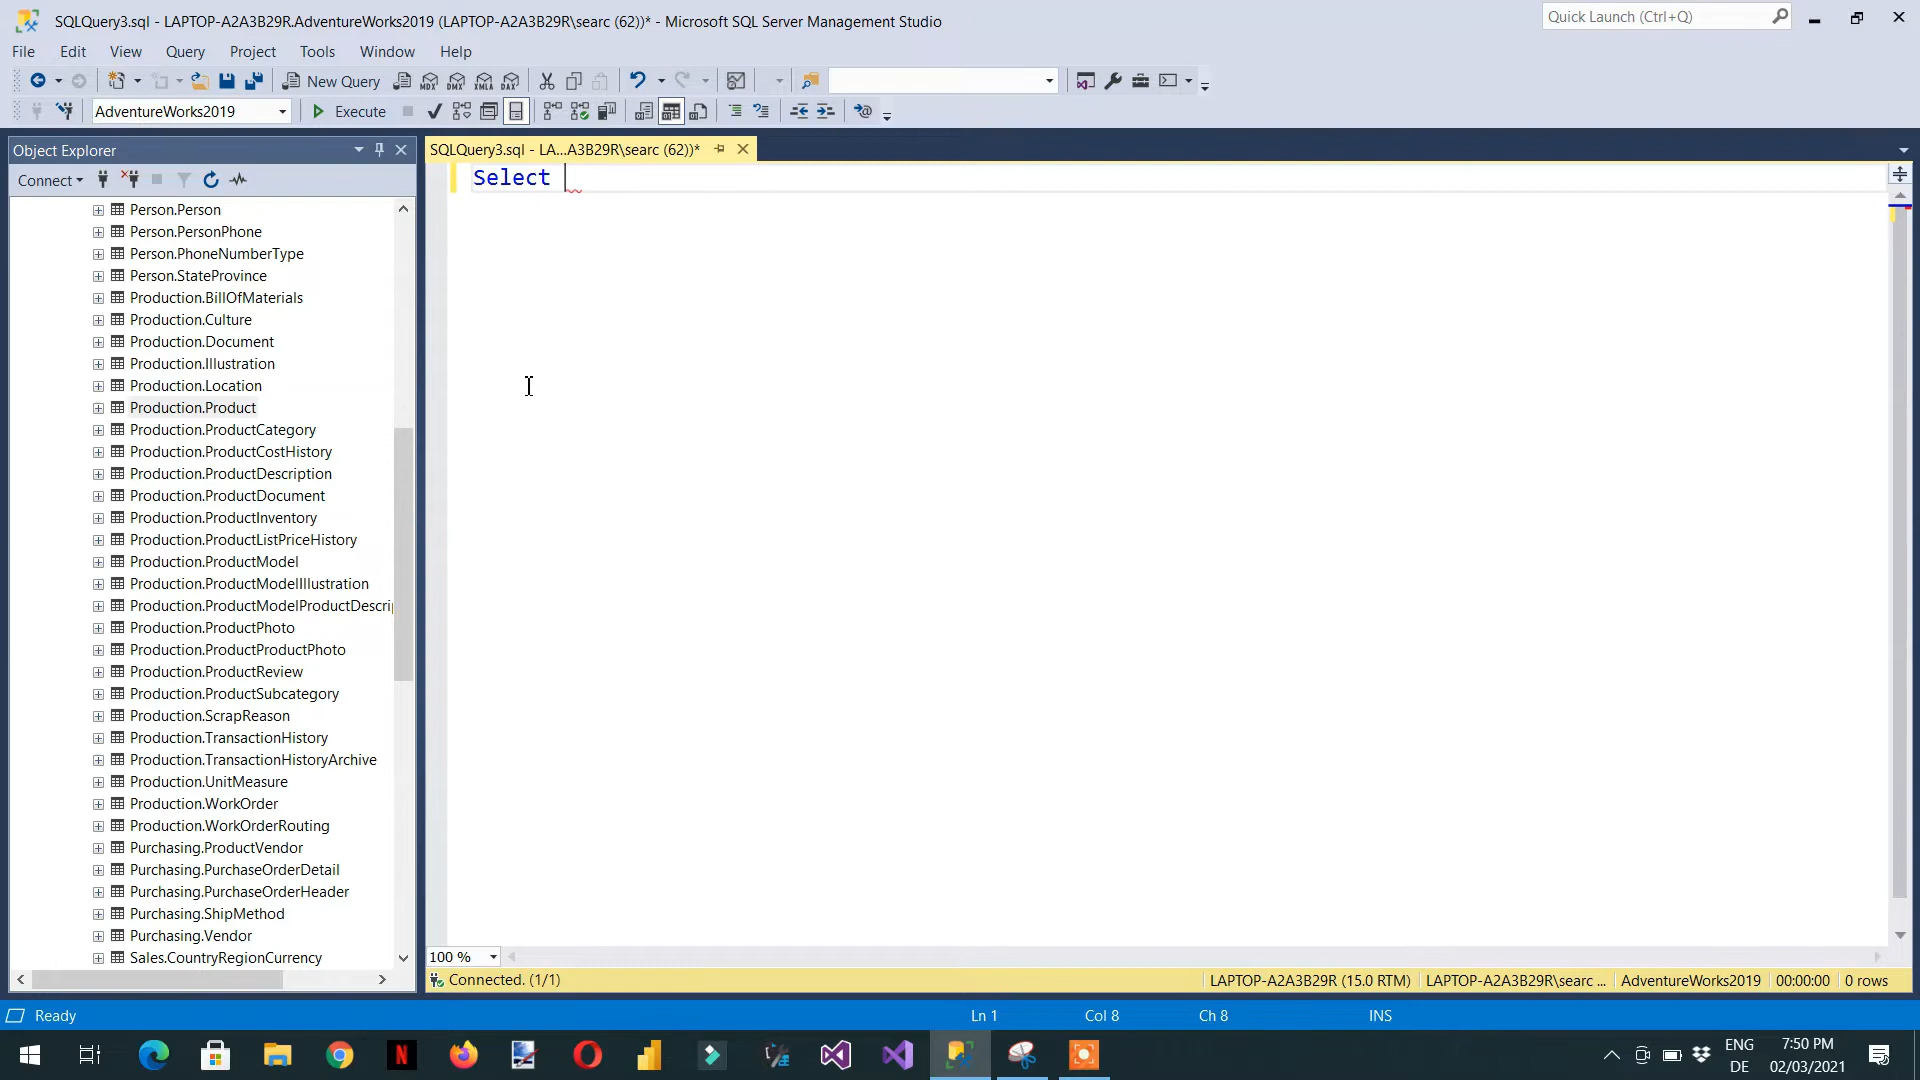 SQLQuery3.sql - LAPTOP-A2A3B29R.AdventureWorks2019 (LAPTOP-A2A3B29R\searc (62))* - Microsoft SQL Server Management Studio
Quick Launch (Ctrl+Q)
File Edit View Query Project Tools Window Help
New Query MDX DMX XMLA DAX
AdventureWorks2019 Execute
Object Explorer
SQLQuery3.sql - LA...A3B29R\searc (62))*
Connect
Select
Person.Person
Person.PersonPhone
Person.PhoneNumberType
Person.StateProvince
Production.BillOfMaterials
Production.Culture
Production.Document
Production.Illustration
Production.Location
Production.Product
Production.ProductCategory
Production.ProductCostHistory
Production.ProductDescription
Production.ProductDocument
Production.ProductInventory
Production.ProductListPriceHistory
Production.ProductModel
Production.ProductModelIllustration
Production.ProductModelProductDescri
Production.ProductPhoto
Production.ProductProductPhoto
Production.ProductReview
Production.ProductSubcategory
Production.ScrapReason
Production.TransactionHistory
Production.TransactionHistoryArchive
Production.UnitMeasure
Production.WorkOrder
Production.WorkOrderRouting
Purchasing.ProductVendor
Purchasing.PurchaseOrderDetail
Purchasing.PurchaseOrderHeader
Purchasing.ShipMethod
Purchasing.Vendor
Sales.CountryRegionCurrency
100 %
Connected. (1/1) LAPTOP-A2A3B29R (15.0 RTM) LAPTOP-A2A3B29R\searc ... AdventureWorks2019 00:00:00 0 rows
Ready Ln 1 Col 8 Ch 8 INS
ENG 7:50 PM
DE 02/03/2021